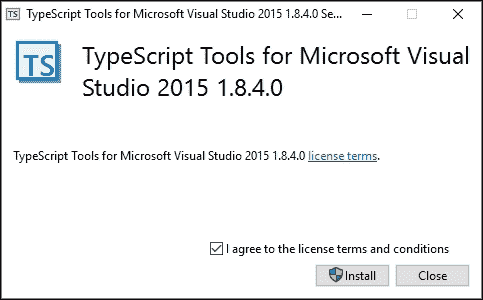 TS TypeScript Tools for Microsoft Visual Studio 2015 1.8.4.0 Se...
TS
TypeScript Tools for Microsoft Visual
Studio 2015 1.8.4.0
TypeScript Tools for Microsoft Visual Studio 2015 1.8.4.0 license terms.
I agree to the license terms and conditions
Install Close